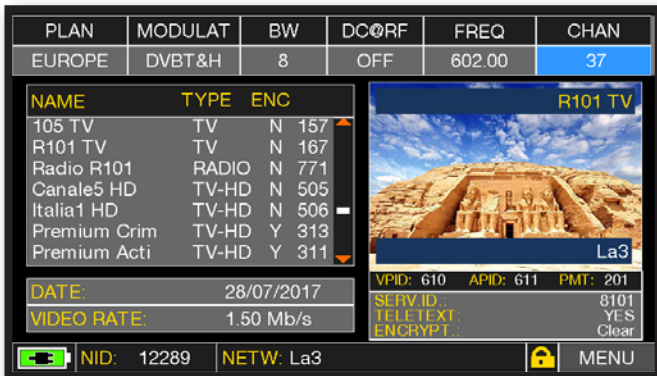 PLAN MODULAT BW DC@RF FREQ CHAN
EUROPE DVBT&H 8 OFF 602.00 37
NAME TYPE ENC
105 TV TV N 157
R101 TV TV N 167
Radio R101 RADIO N 771
Canale5 HD TV-HD N 505
Italia1 HD TV-HD N 506
Premium Crim TV-HD Y 313
Premium Acti TV-HD Y 311
DATE: 28/07/2017
VIDEO RATE: 1.50 Mb/s
R101 TV
La3
VPID: 610 APID: 611 PMT: 201
SERV.ID.: 8101
TELETEXT: YES
ENCRYPT.: Clear
NID: 12289 NETW: La3 MENU